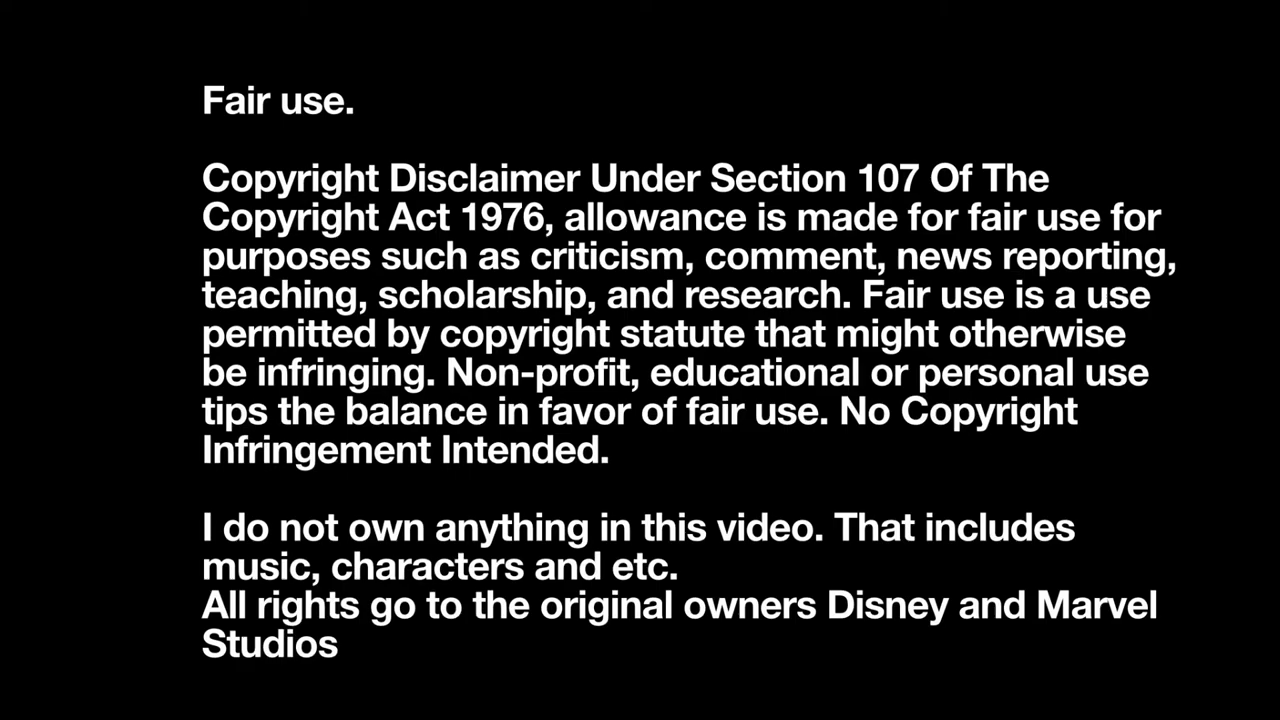 Fair use.
Copyright Disclaimer Under Section 107 Of The
Copyright Act 1976, allowance is made for fair use for
purposes such as criticism, comment, news reporting,
teaching, scholarship, and research. Fair use is a use
permitted by copyright statute that might otherwise
be infringing. Non-profit, educational or personal use
tips the balance in favor of fair use. No Copyright
Infringement Intended.
I do not own anything in this video. That includes
music, characters and etc.
All rights go to the original owners Disney and Marvel
Studios